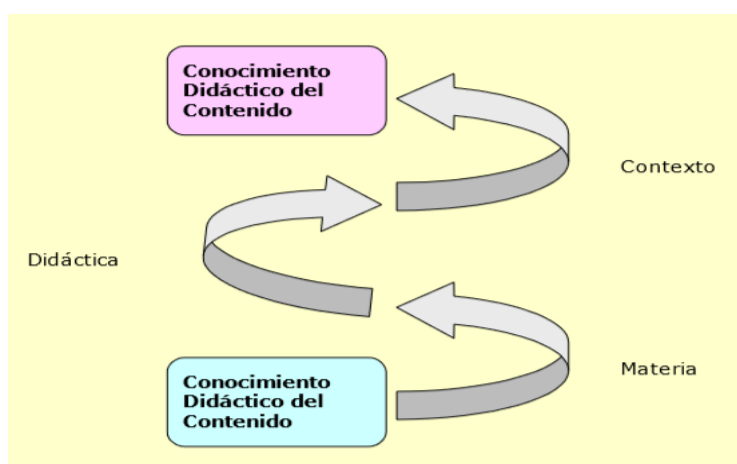 Conocimiento
Didáctico del
Contenido
Contexto
Didáctica
Materia
Conocimiento
Didáctico del
Contenido